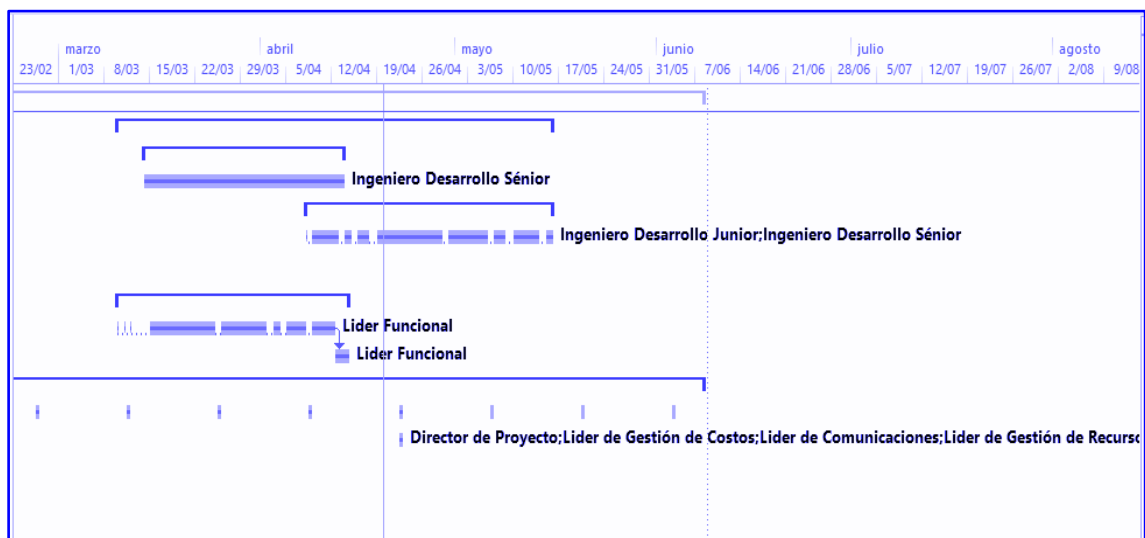 marzo abril mayo junio julio agosto
23/02 1/03 8/03 15/03 22/03 29/03 5/04 12/04 19/04 26/04 3/05 10/05 17/05 24/05 31/05 7/06 14/06 21/06 28/06 5/07 12/07 19/07 26/07 2/08 9/08
Ingeniero Desarrollo Sénior
Ingeniero Desarrollo Junior;Ingeniero Desarrollo Sénior
Lider Funcional
Lider Funcional
Director de Proyecto;Lider de Gestión de Costos;Lider de Comunicaciones;Lider de Gestión de Recurso